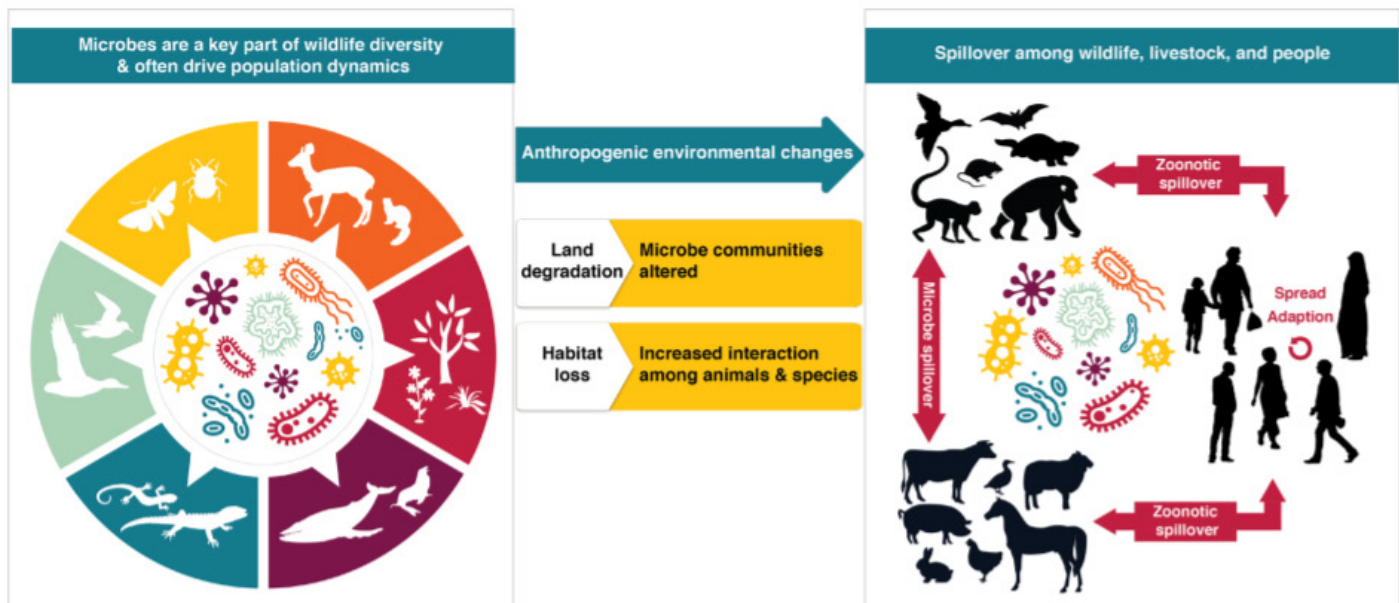 Microbes are a key part of wildlife diversity
& often drive population dynamics
Anthropogenic environmental changes
Land
degradation
Microbe communities
altered
Habitat
loss
Increased interaction
among animals & species
Spillover among wildlife, livestock, and people
Zoonotic
spillover
Microbe spillover
Spread
Adaption
Zoonotic
spillover